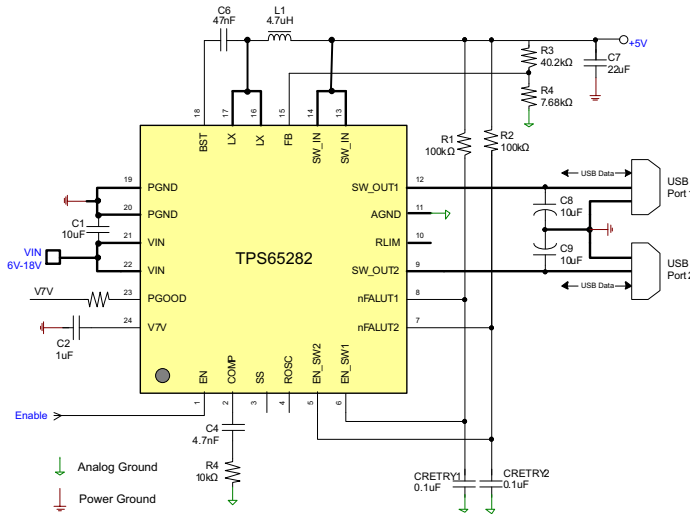 C6
47nF
L1
4.7uH
+5V
R3
40.2kΩ
C7
22uF
R4
7.68kΩ
R1
100kΩ
R2
100kΩ
18
17
16
15
14
13
BST
LX
LX
FB
SW_IN
SW_IN
19
PGND
20
PGND
C1
10uF
21
VIN
VIN
6V-18V
22
VIN
V7V
23
PGOOD
24
V7V
C2
1uF
TPS65282
SW_OUT1
12
AGND
11
RLIM
10
SW_OUT2
9
nFALUT1
8
nFALUT2
7
USB Data
USB
Port 1
C8
10uF
C9
10uF
USB
Port 2
USB Data
EN
COMP
SS
ROSC
EN_SW2
EN_SW1
1
2
3
4
5
6
Enable
C4
4.7nF
R4
10kΩ
CRETRY1
0.1uF
CRETRY2
0.1uF
Analog Ground
Power Ground